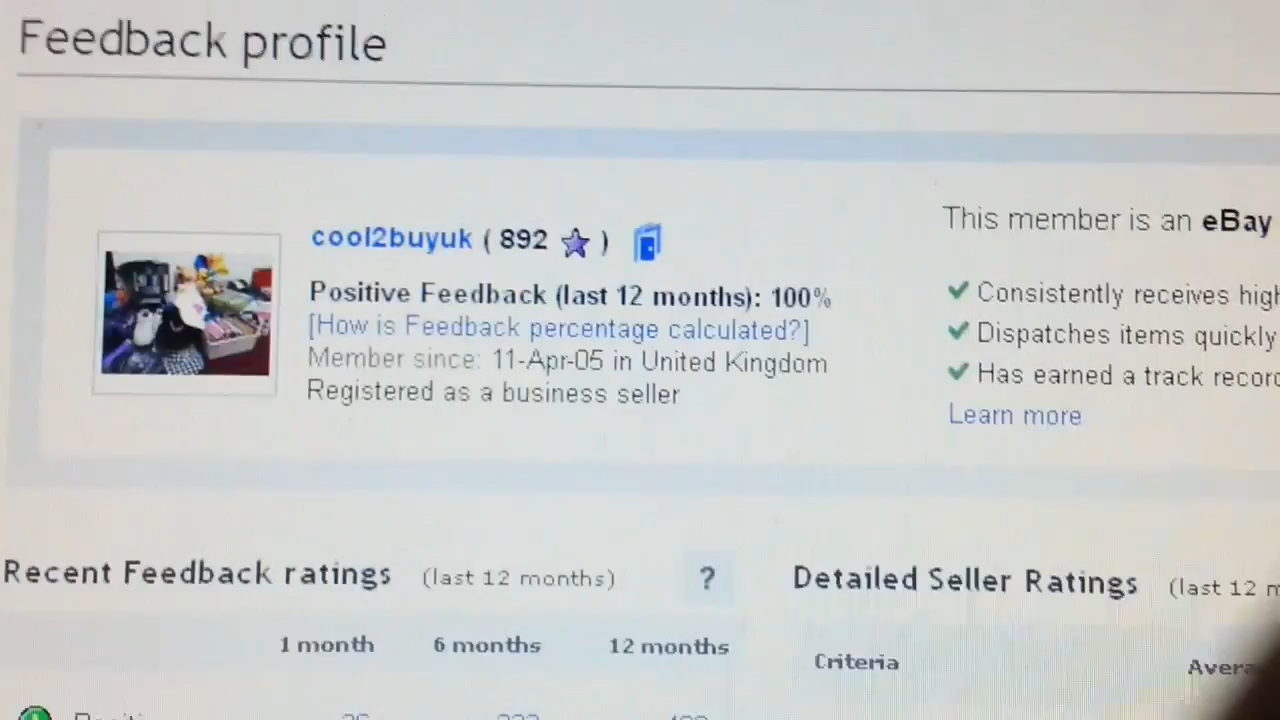 Feedback profile
cool2buyuk ( 892 )
Positive Feedback (last 12 months): 100%
[How is Feedback percentage calculated?]
Member since: 11-Apr-05 in United Kingdom
Registered as a business seller
This member is an eBay
Consistently receives high
Dispatches items quickly
Has earned a track record
Learn more
Recent Feedback ratings (last 12 months) ?
1 month 6 months 12 months
Detailed Seller Ratings (last 12 m
Criteria